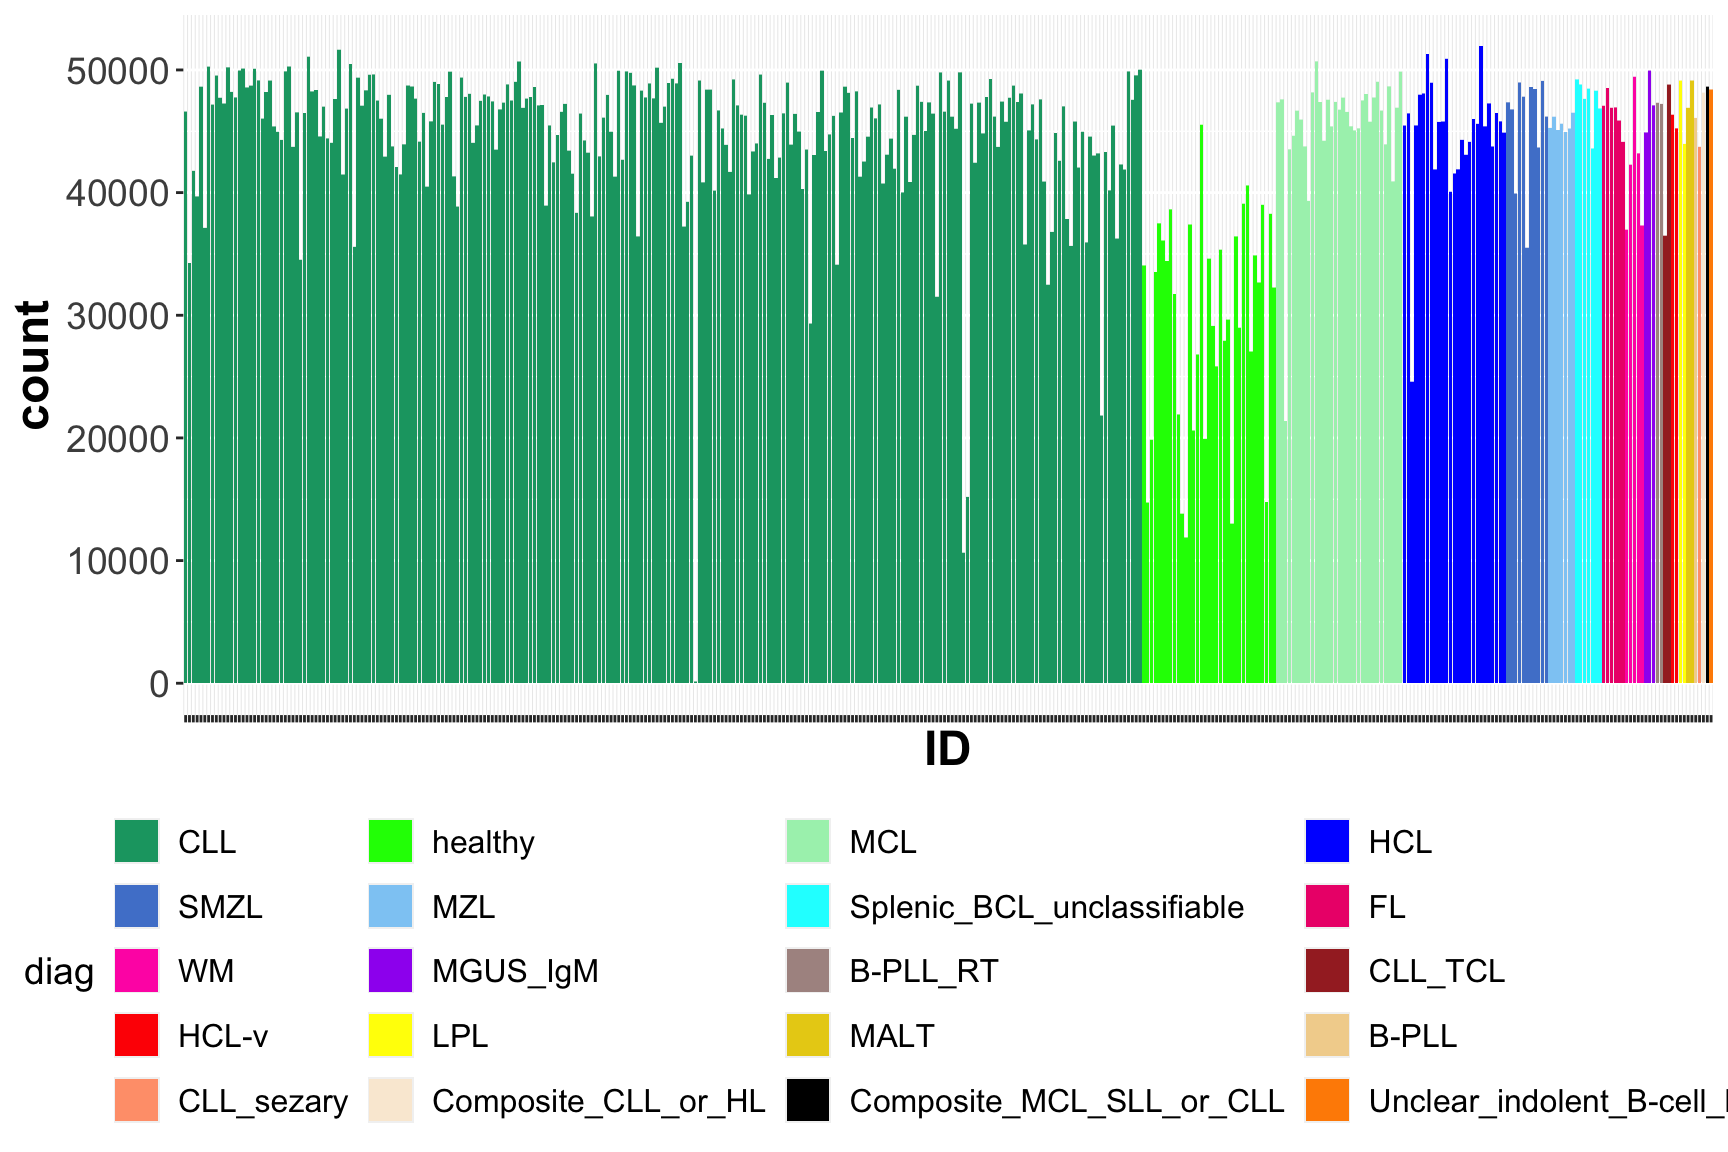 50000
40000
30000
20000
10000
0
count
ID
diag
CLL
healthy
MCL
HCL
SMZL
MZL
Splenic_BCL_unclassifiable
FL
WM
MGUS_IgM
B-PLL_RT
CLL_TCL
HCL-v
LPL
MALT
B-PLL
CLL_sezary
Composite_CLL_or_HL
Composite_MCL_SLL_or_CLL
Unclear_indolent_B-cell_